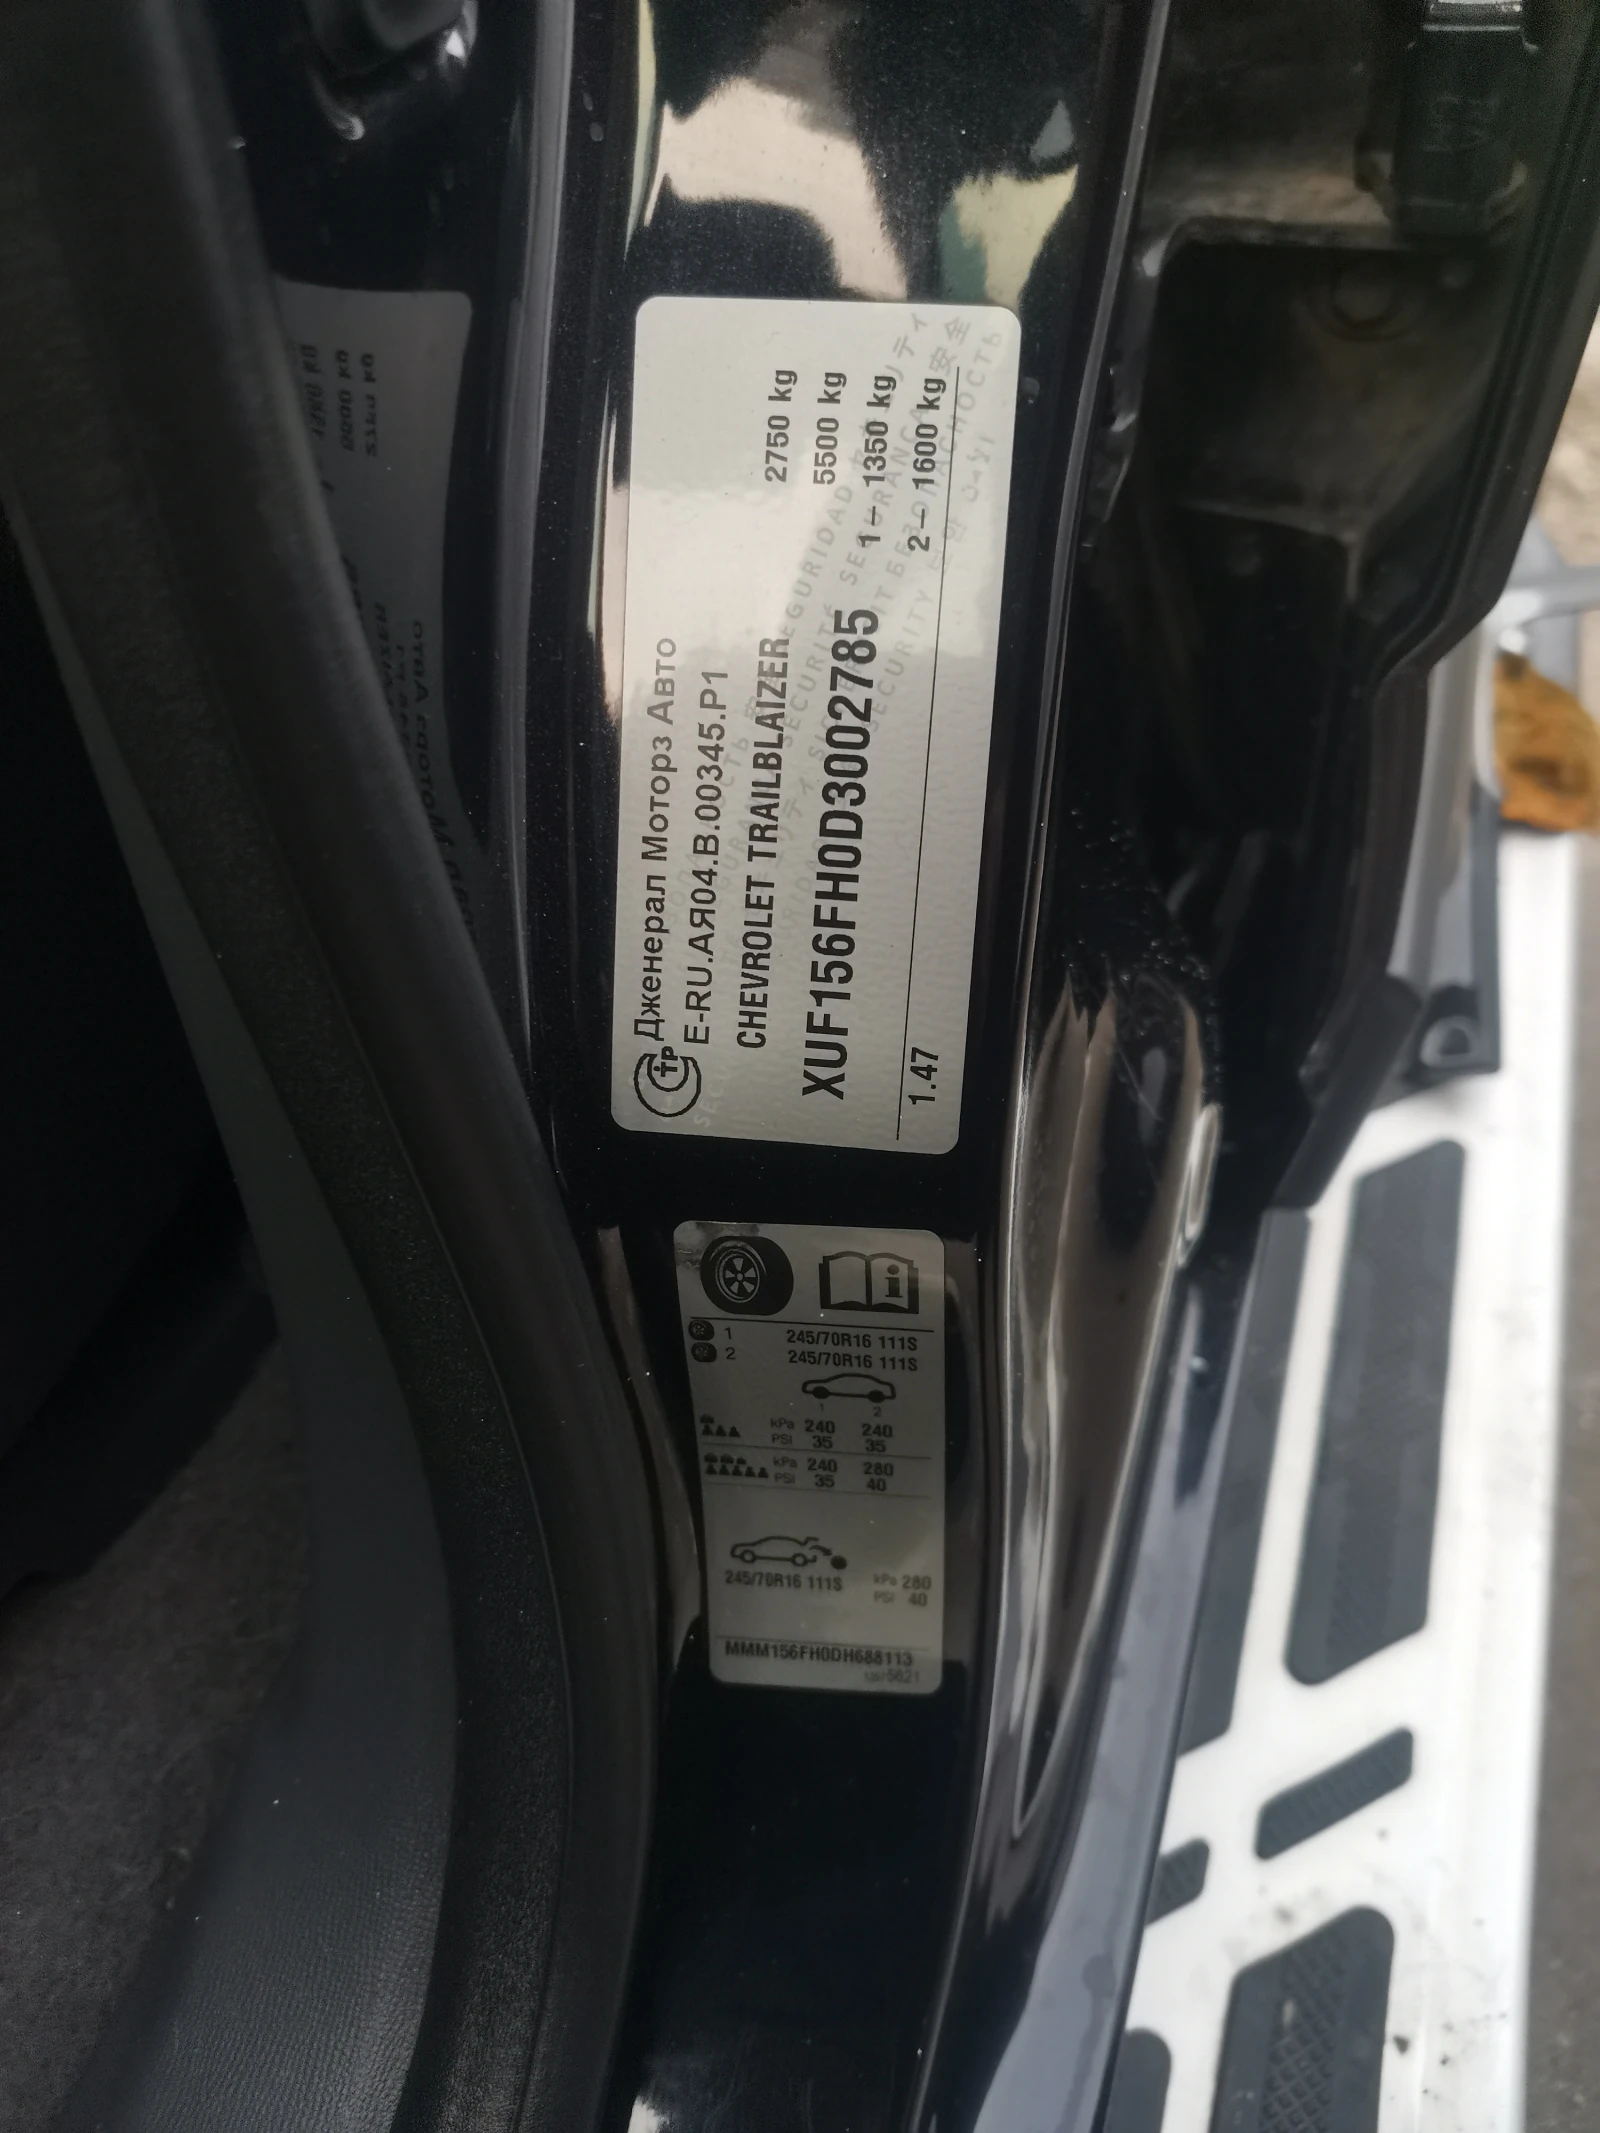 Дженерал Моторз Авто
E-RU.АЯ04.B.00345.P1
CHEVROLET TRAILBLAIZER
2750 kg
XUF156FH0D3002785
5500 kg
1 – 1350 kg
2 – 1600 kg
1.47
1 245/70R16 111S
2 245/70R16 111S
1 2
kPa 240 240
PSI 35 35
kPa 240 280
PSI 35 40
245/70R16 111S kPa 280
PSI 40
MMM156FH0DH688113